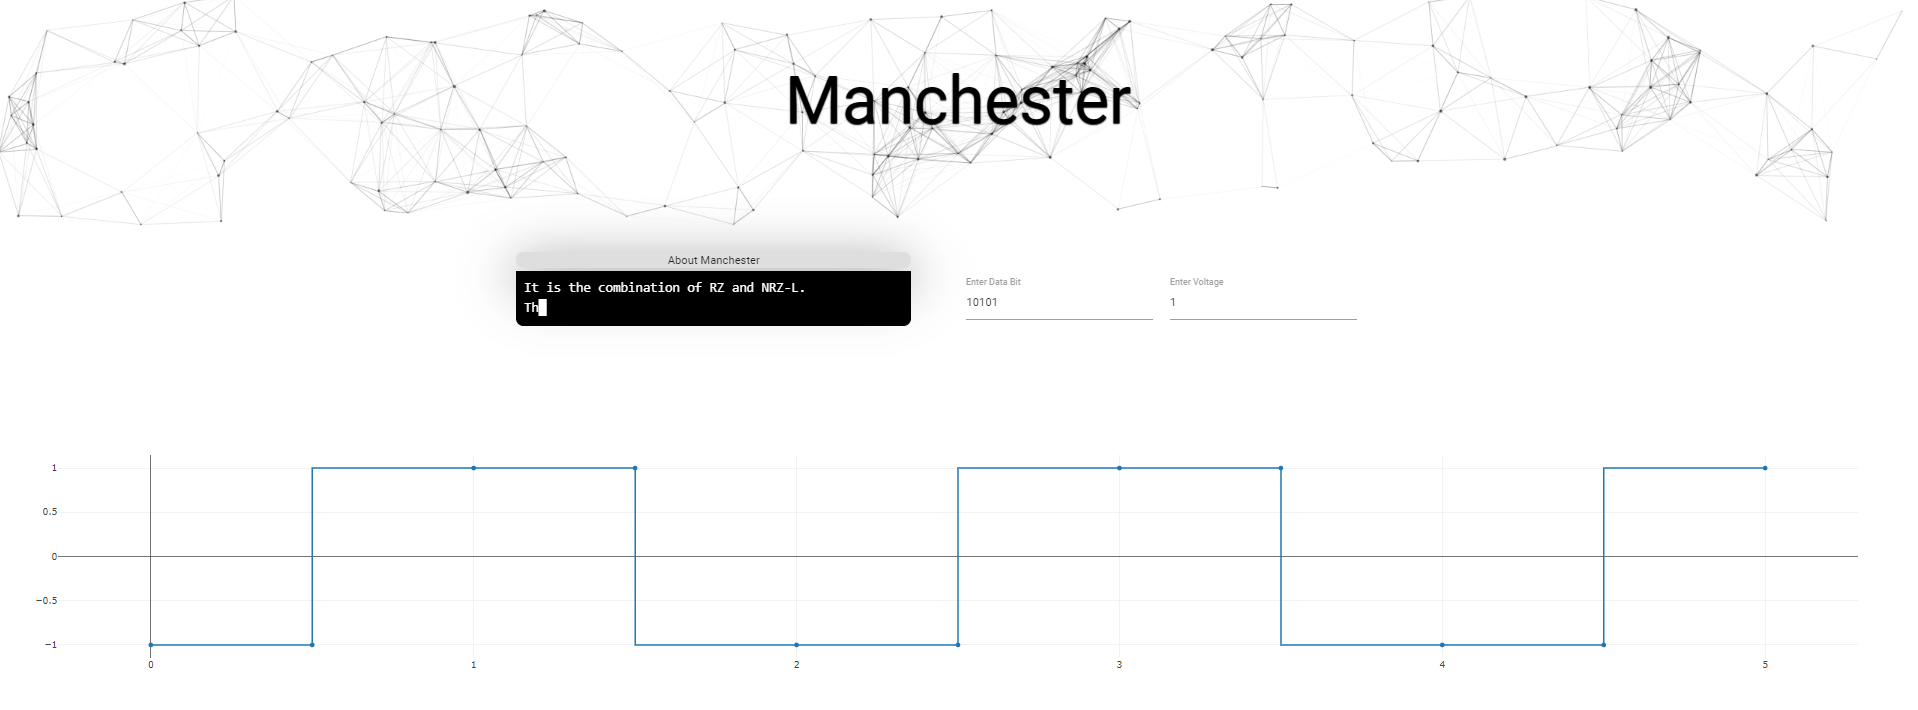 Manchester
About Manchester
It is the combination of RZ and NRZ-L.
Th
Enter Data Bit
10101
Enter Voltage
1
1
0.5
0
−0.5
−1
0 1 2 3 4 5